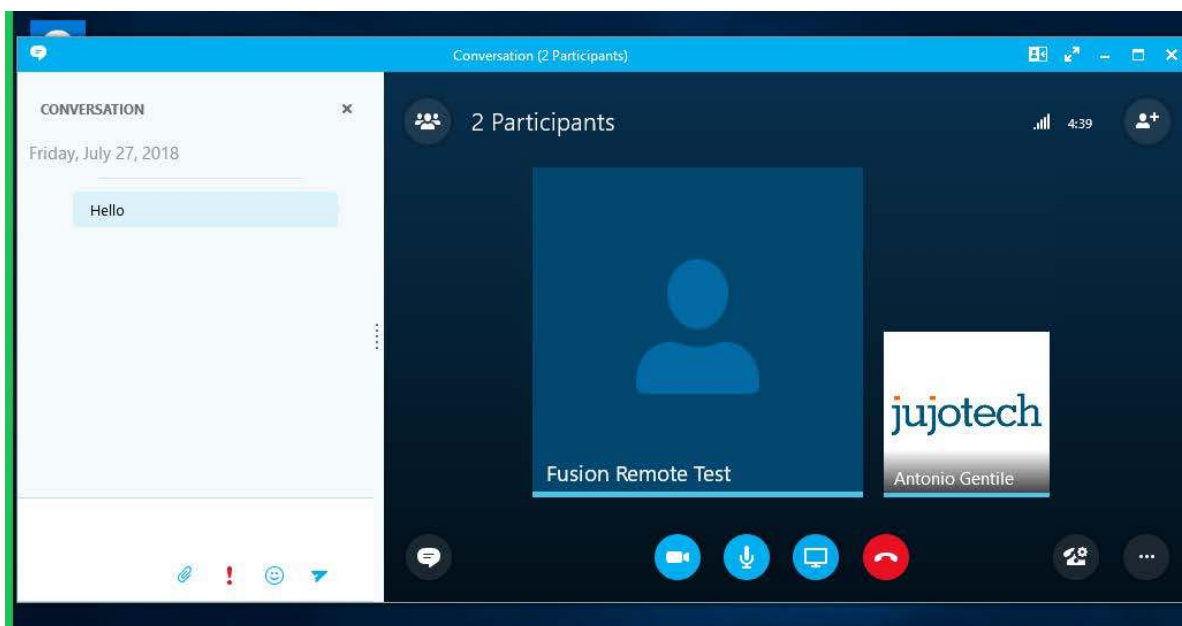 Conversation (2 Participants)
CONVERSATION
Friday, July 27, 2018
Hello
2 Participants
4:39
Fusion Remote Test
jujotech
Antonio Gentile